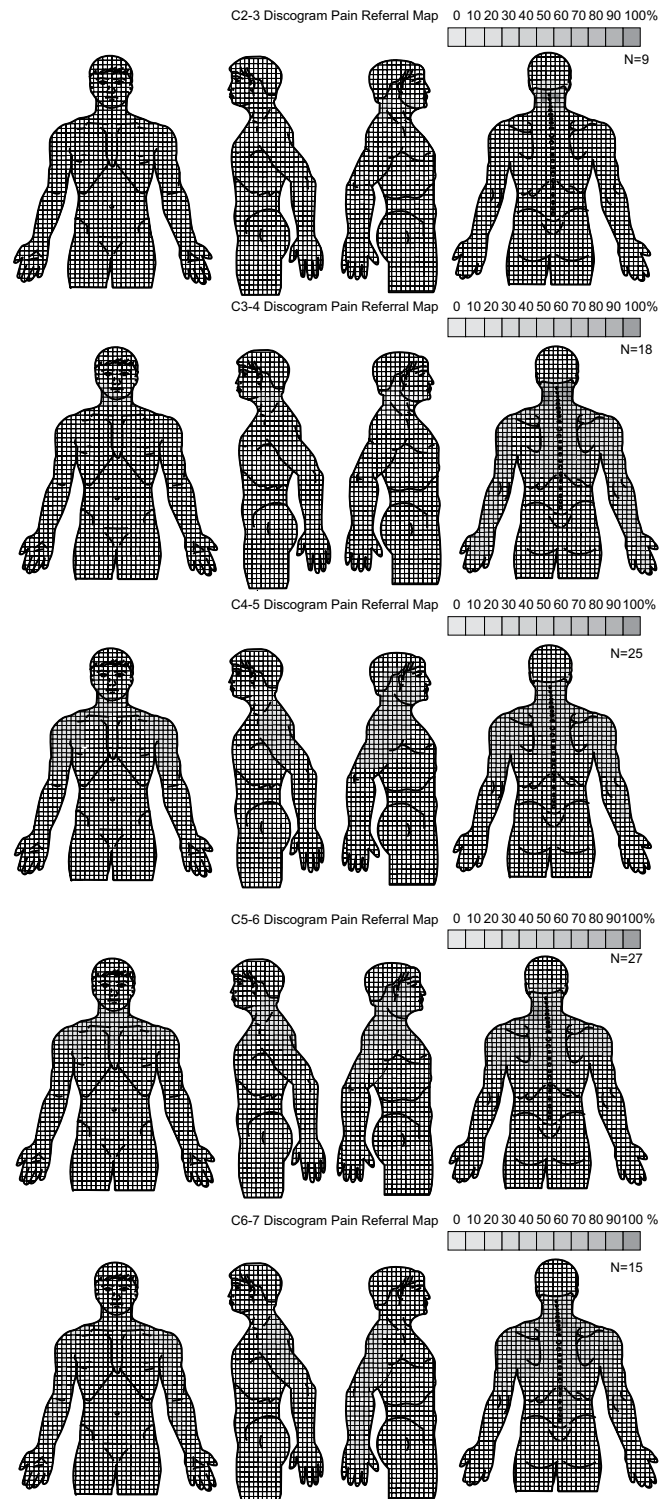 C2-3 Discogram Pain Referral Map 0 10 20 30 40 50 60 70 80 90 100%
N=9
C3-4 Discogram Pain Referral Map 0 10 20 30 40 50 60 70 80 90 100%
N=18
C4-5 Discogram Pain Referral Map 0 10 20 30 40 50 60 70 80 90 100%
N=25
C5-6 Discogram Pain Referral Map 0 10 20 30 40 50 60 70 80 90100%
N=27
C6-7 Discogram Pain Referral Map 0 10 20 30 40 50 60 70 80 90100 %
N=15